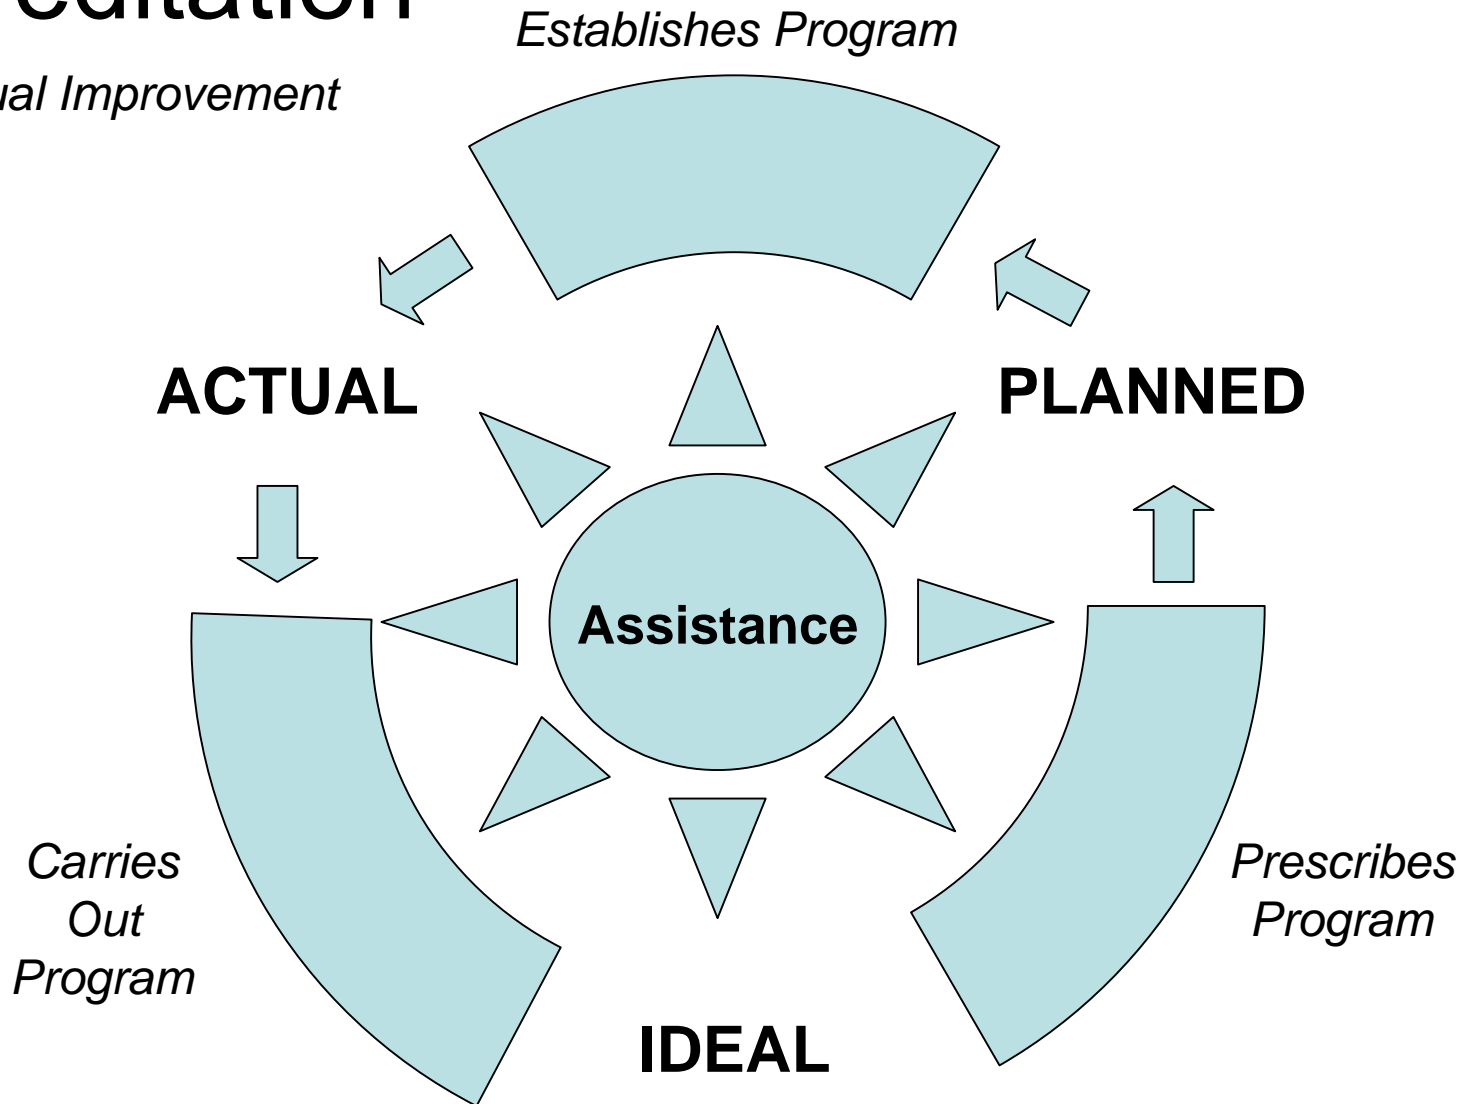 editation
Establishes Program
ual Improvement
ACTUAL
PLANNED
Assistance
Carries
Out
Program
Prescribes
Program
IDEAL